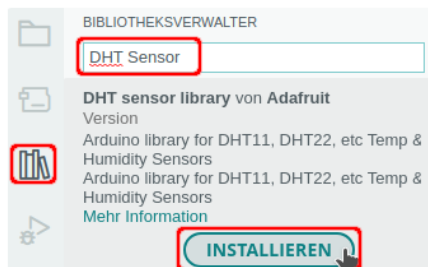 BIBLIOTHEKSVERWALTER
DHT Sensor
DHT sensor library von Adafruit
Version
Arduino library for DHT11, DHT22, etc Temp &
Humidity Sensors
Arduino library for DHT11, DHT22, etc Temp &
Humidity Sensors
Mehr Information
INSTALLIEREN